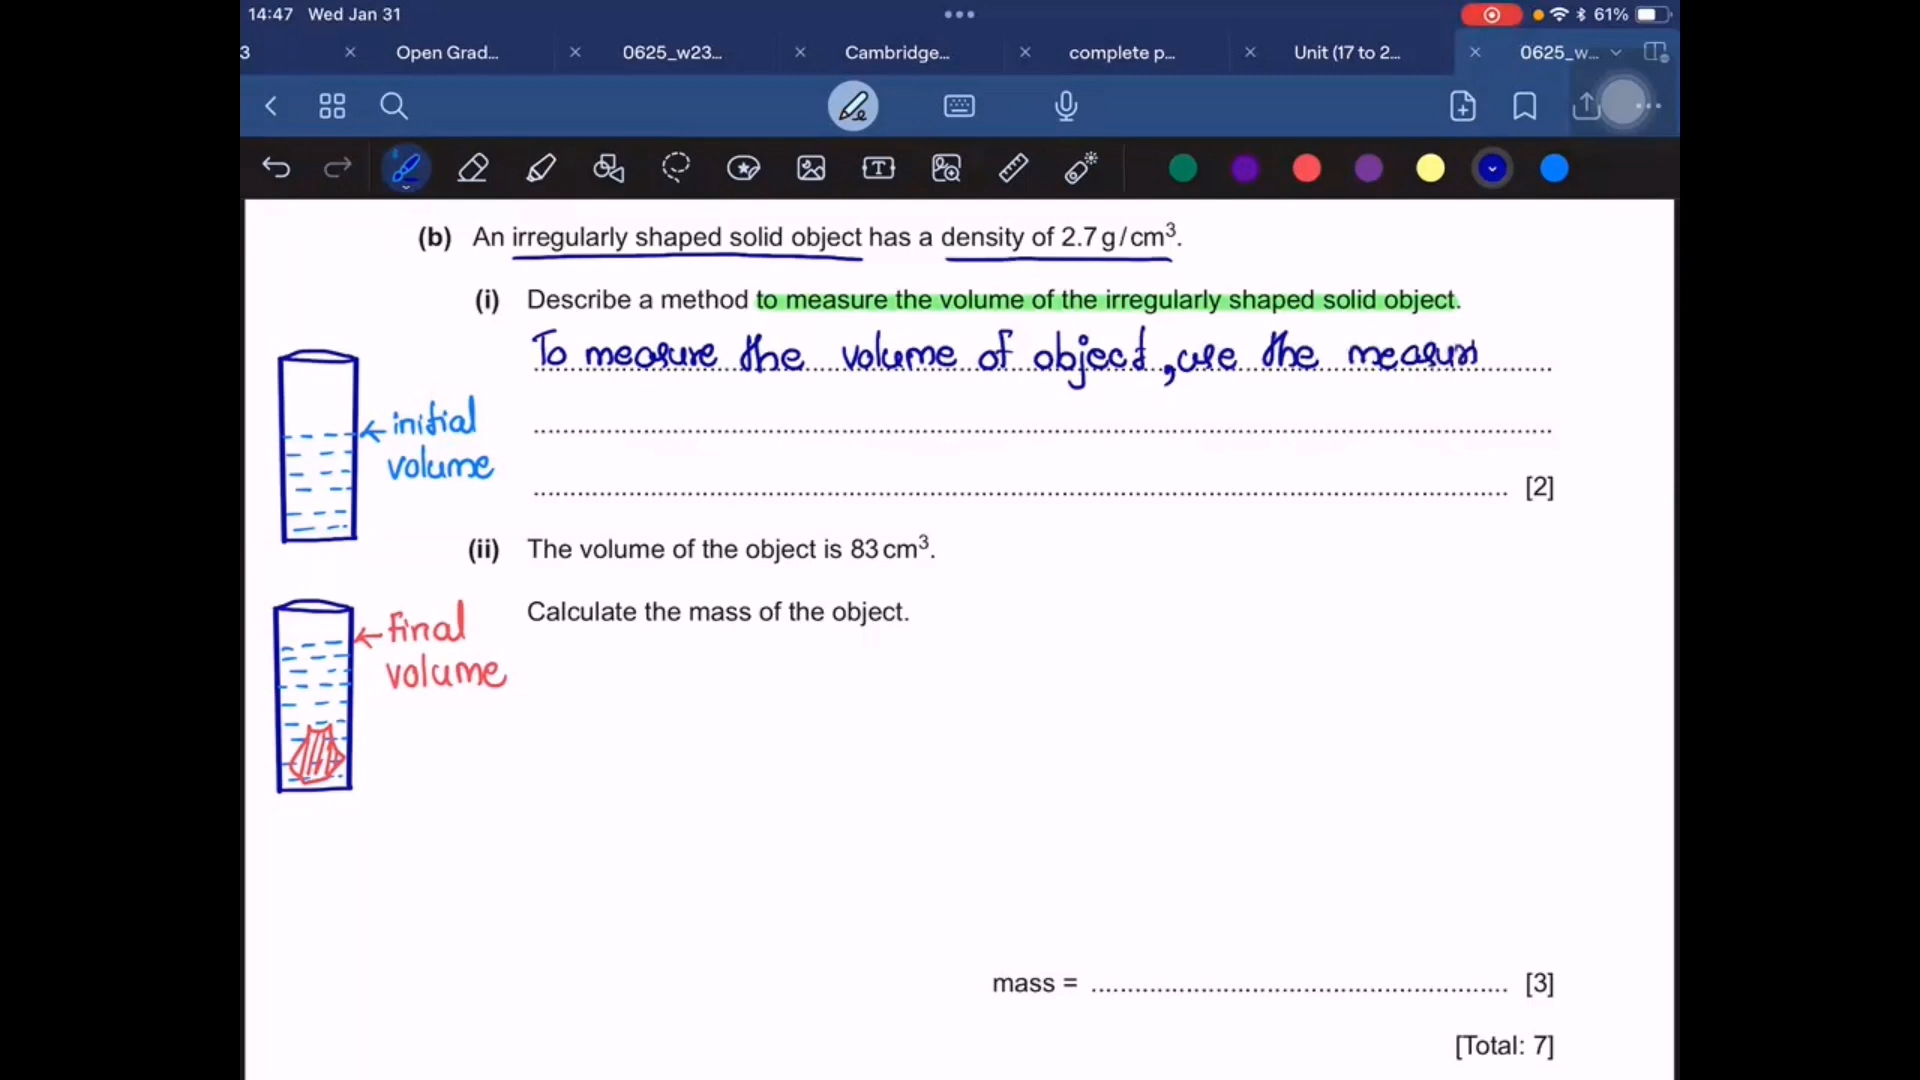 14:47 Wed Jan 31
61%
3
Open Grad...
0625_w23...
Cambridge...
complete p...
Unit (17 to 2...
0625_w...
(b) An irregularly shaped solid object has a density of 2.7 g/cm³.
(i) Describe a method to measure the volume of the irregularly shaped solid object.
To measure the volume of object, use the measuri
[2]
initial
volume
(ii) The volume of the object is 83 cm³.
Calculate the mass of the object.
final
volume
mass = [3]
[Total: 7]